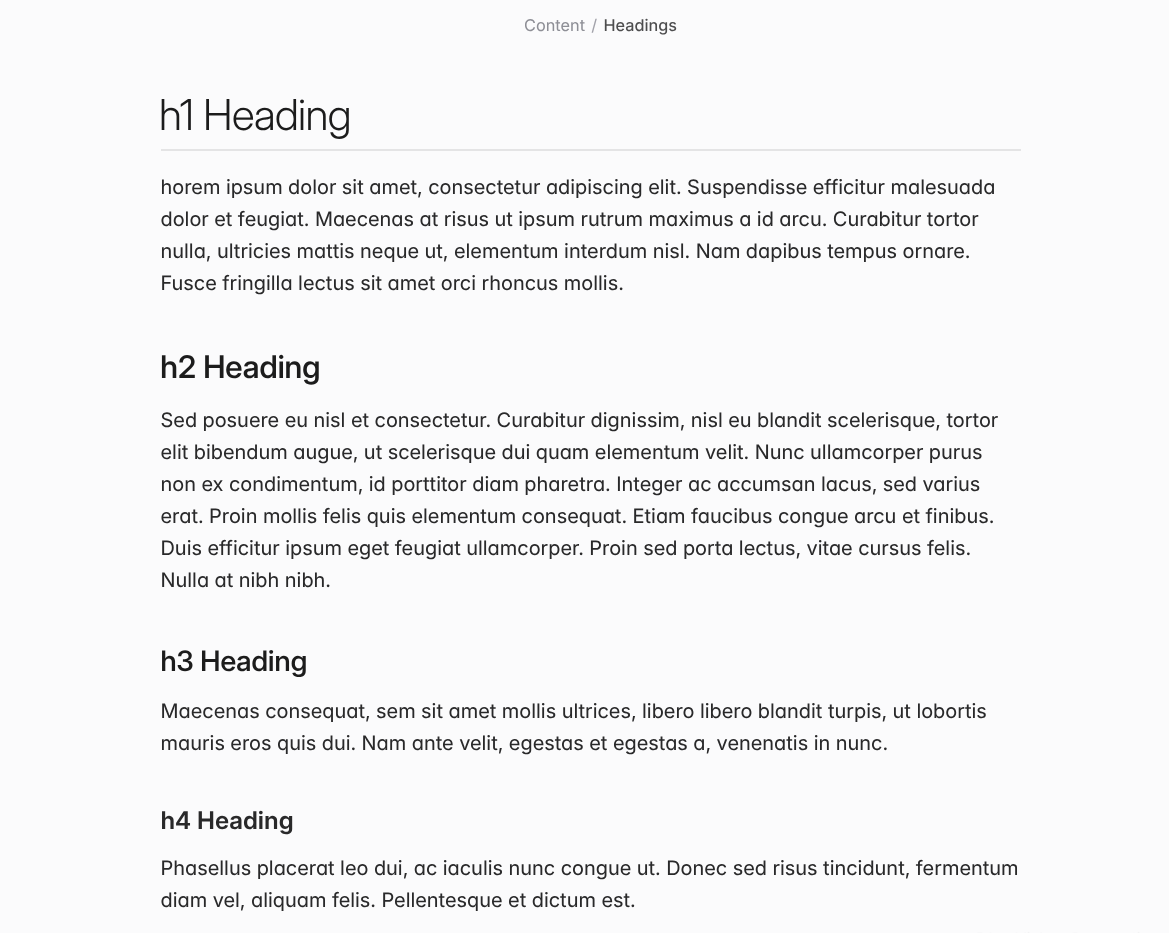 Content / Headings
h1 Heading
horem ipsum dolor sit amet, consectetur adipiscing elit. Suspendisse efficitur malesuada
dolor et feugiat. Maecenas at risus ut ipsum rutrum maximus a id arcu. Curabitur tortor
nulla, ultricies mattis neque ut, elementum interdum nisl. Nam dapibus tempus ornare.
Fusce fringilla lectus sit amet orci rhoncus mollis.
h2 Heading
Sed posuere eu nisl et consectetur. Curabitur dignissim, nisl eu blandit scelerisque, tortor
elit bibendum augue, ut scelerisque dui quam elementum velit. Nunc ullamcorper purus
non ex condimentum, id porttitor diam pharetra. Integer ac accumsan lacus, sed varius
erat. Proin mollis felis quis elementum consequat. Etiam faucibus congue arcu et finibus.
Duis efficitur ipsum eget feugiat ullamcorper. Proin sed porta lectus, vitae cursus felis.
Nulla at nibh nibh.
h3 Heading
Maecenas consequat, sem sit amet mollis ultrices, libero libero blandit turpis, ut lobortis
mauris eros quis dui. Nam ante velit, egestas et egestas a, venenatis in nunc.
h4 Heading
Phasellus placerat leo dui, ac iaculis nunc congue ut. Donec sed risus tincidunt, fermentum
diam vel, aliquam felis. Pellentesque et dictum est.